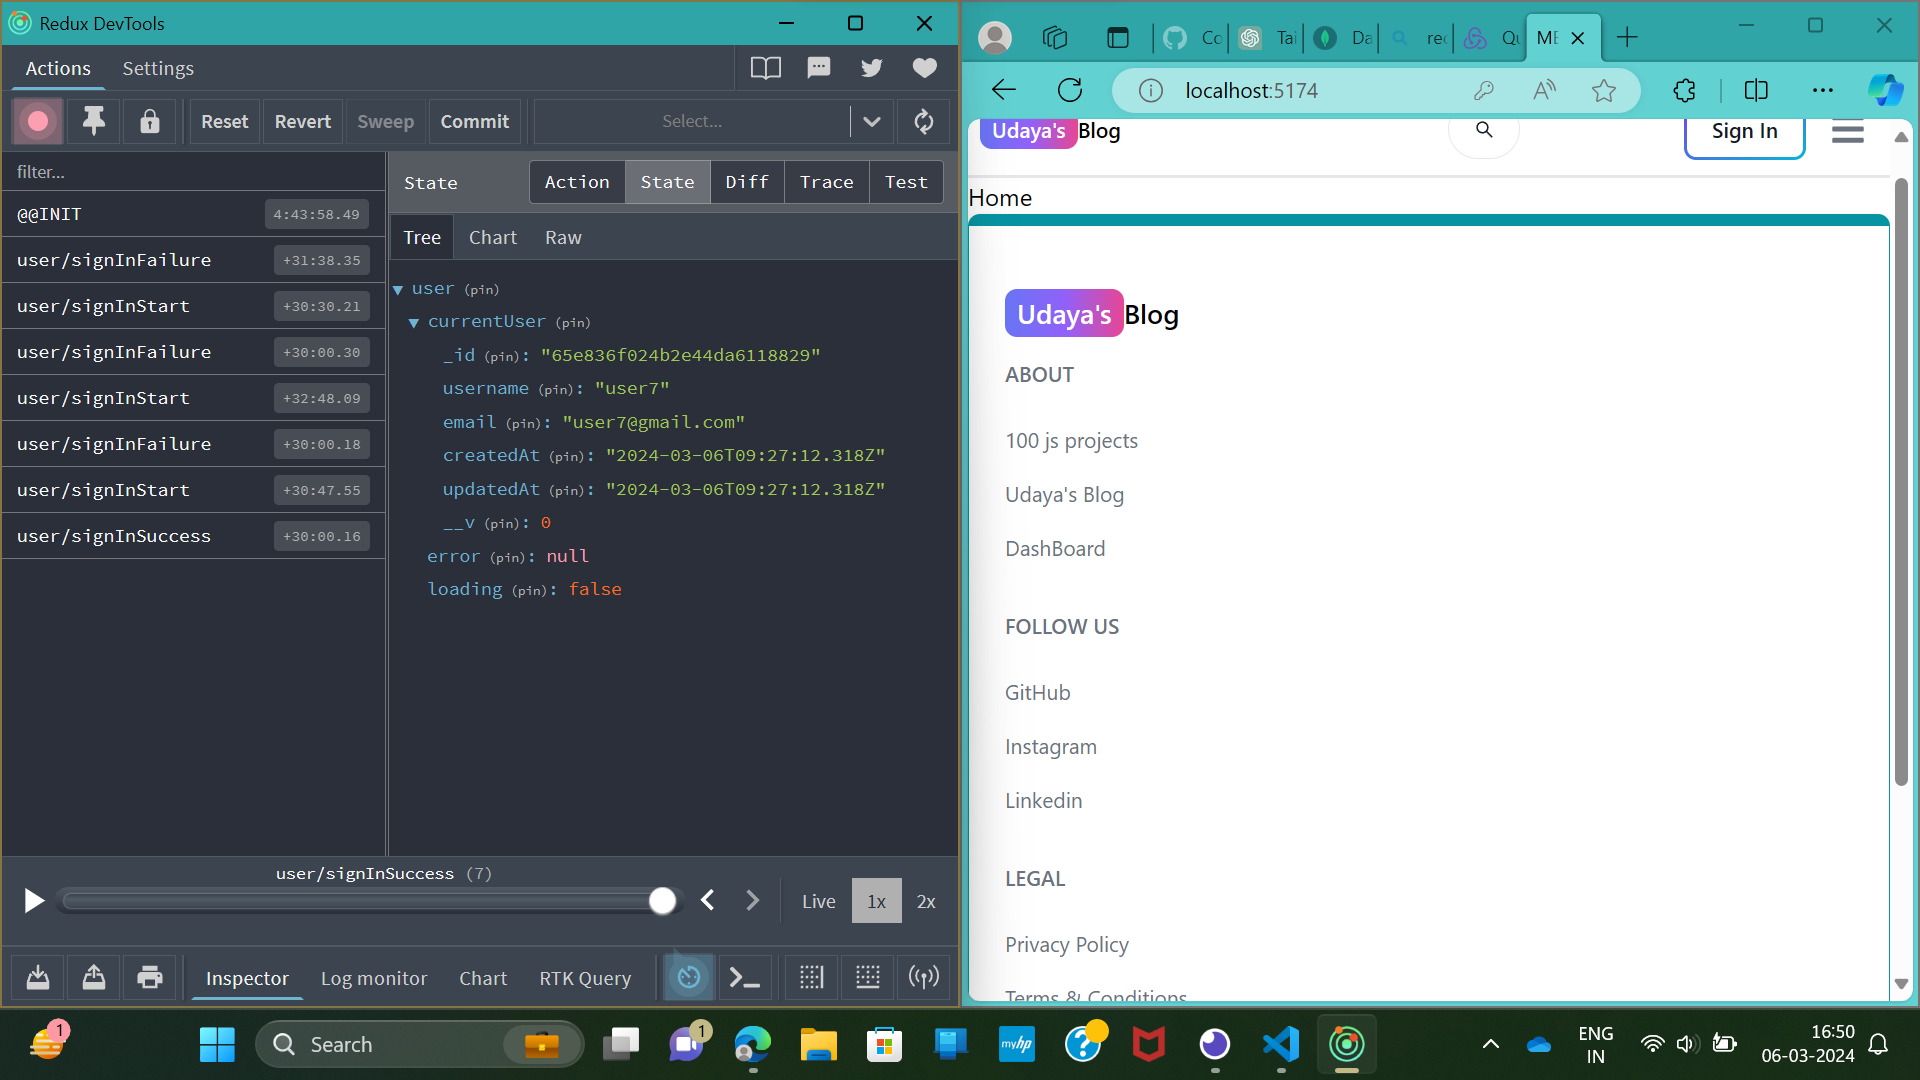 Redux DevTools
Actions Settings
Reset Revert Sweep Commit Select...
filter...
@@INIT 4:43:58.49
user/signInFailure +31:38.35
user/signInStart +30:30.21
user/signInFailure +30:00.30
user/signInStart +32:48.09
user/signInFailure +30:00.18
user/signInStart +30:47.55
user/signInSuccess +30:00.16
State Action State Diff Trace Test
Tree Chart Raw
user (pin)
currentUser (pin)
_id (pin): "65e836f024b2e44da6118829"
username (pin): "user7"
email (pin): "user7@gmail.com"
createdAt (pin): "2024-03-06T09:27:12.318Z"
updatedAt (pin): "2024-03-06T09:27:12.318Z"
__v (pin): 0
error (pin): null
loading (pin): false
user/signInSuccess (7)
Live 1x 2x
Inspector Log monitor Chart RTK Query
Co Tai Da rec Qu ME
localhost:5174
Udaya's Blog Sign In
Home
Udaya's Blog
ABOUT
100 js projects
Udaya's Blog
DashBoard
FOLLOW US
GitHub
Instagram
Linkedin
LEGAL
Privacy Policy
Terms & Conditions
1 Search 1 myhp ENG IN 16:50
06-03-2024